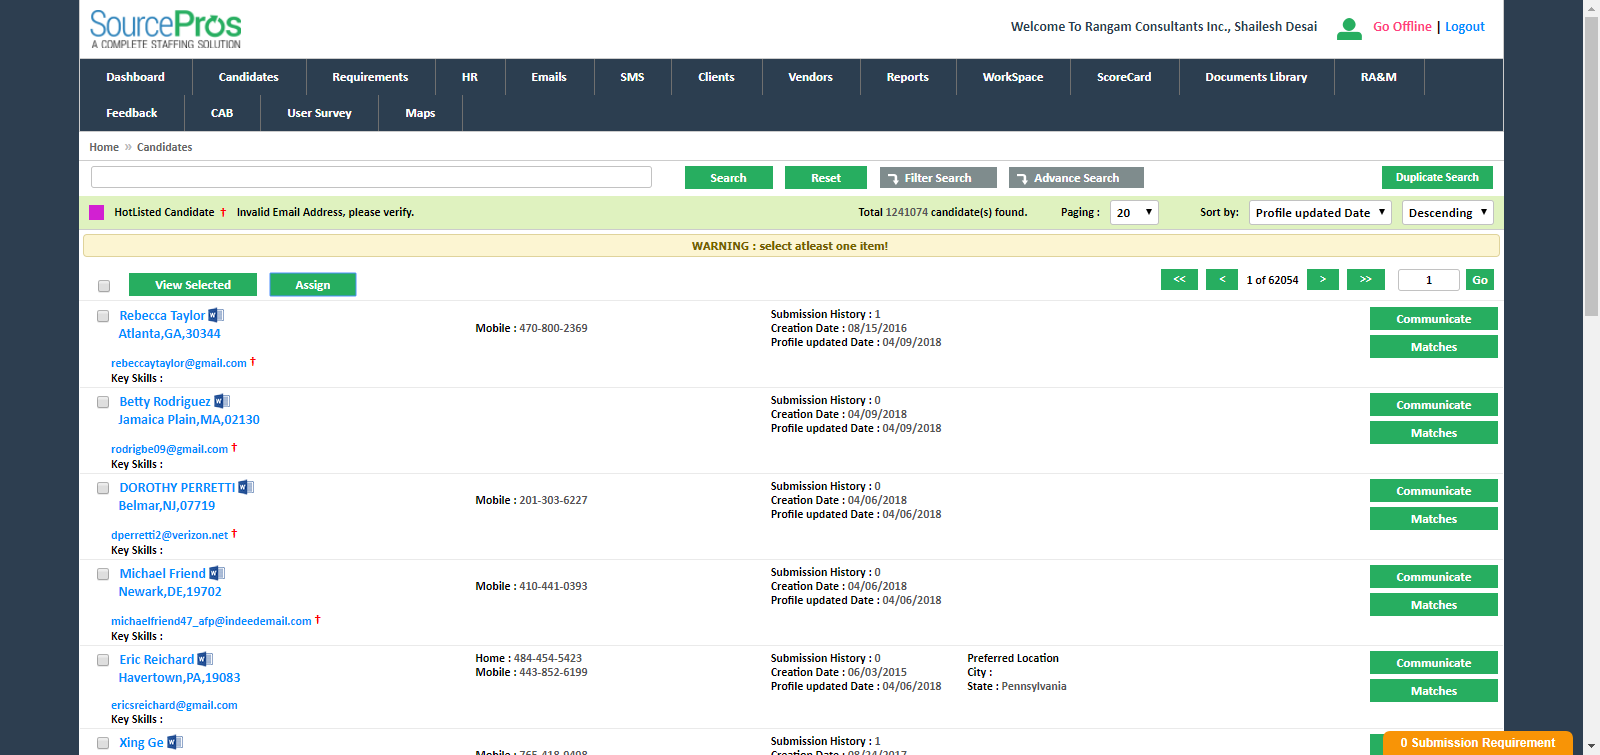 SourcePros
A COMPLETE STAFFING SOLUTION
Welcome To Rangam Consultants Inc., Shailesh Desai
Go Offline | Logout
Dashboard Candidates Requirements HR Emails SMS Clients Vendors Reports WorkSpace ScoreCard Documents Library RA&M
Feedback CAB User Survey Maps
Home » Candidates
Search Reset Filter Search Advance Search Duplicate Search
HotListed Candidate † Invalid Email Address, please verify. Total 1241074 candidate(s) found. Paging : 20 Sort by: Profile updated Date Descending
WARNING : select atleast one item!
View Selected Assign << < 1 of 62054 > >> 1 Go
Rebecca Taylor
Atlanta,GA,30344
rebeccaytaylor@gmail.com †
Key Skills :
Mobile : 470-800-2369
Submission History : 1
Creation Date : 08/15/2016
Profile updated Date : 04/09/2018
Communicate
Matches
Betty Rodriguez
Jamaica Plain,MA,02130
rodrigbe09@gmail.com †
Key Skills :
Submission History : 0
Creation Date : 04/09/2018
Profile updated Date : 04/09/2018
Communicate
Matches
DOROTHY PERRETTI
Belmar,NJ,07719
dperretti2@verizon.net †
Key Skills :
Mobile : 201-303-6227
Submission History : 0
Creation Date : 04/06/2018
Profile updated Date : 04/06/2018
Communicate
Matches
Michael Friend
Newark,DE,19702
michaelfriend47_afp@indeedemail.com †
Key Skills :
Mobile : 410-441-0393
Submission History : 0
Creation Date : 04/06/2018
Profile updated Date : 04/06/2018
Communicate
Matches
Eric Reichard
Havertown,PA,19083
ericsreichard@gmail.com
Key Skills :
Home : 484-454-5423
Mobile : 443-852-6199
Submission History : 0
Creation Date : 06/03/2015
Profile updated Date : 04/06/2018
Preferred Location
City :
State : Pennsylvania
Communicate
Matches
Xing Ge
Mobile : 765-418-9498
Submission History : 1
Creation Date : 08/24/2017
0 Submission Requirement